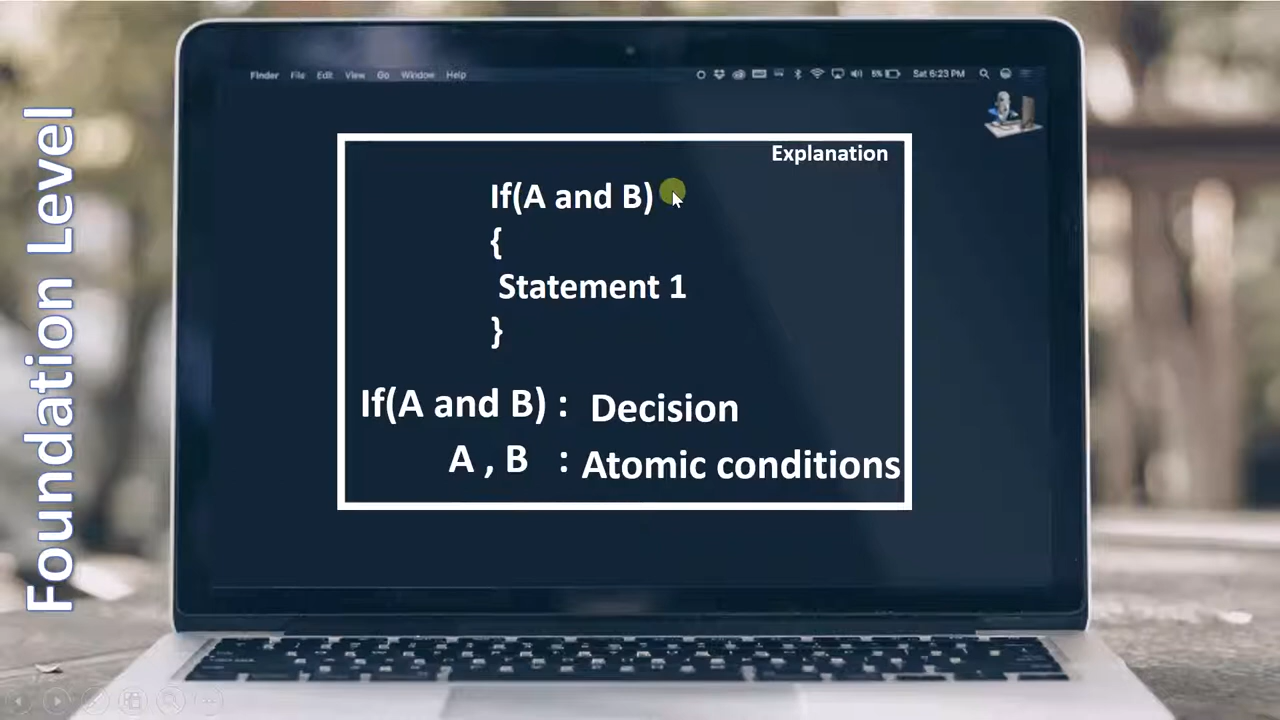 Foundation Level
Finder File Edit View Go Window Help
5% Sat 6:23 PM
Explanation
If(A and B)
{
Statement 1
}
If(A and B) : Decision
A , B : Atomic conditions